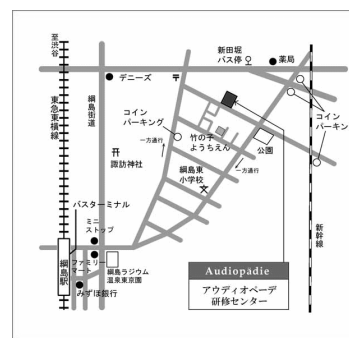 至渋谷
東急東横線
綱島街道
デニーズ
新田堀
バス停
薬局
コイン
パーキング
コイン
パーキン
一方通行
竹の子
ようちえん
公園
諏訪神社
綱島東
小学校
一方通行
バスターミナル
ミニ
ストップ
新幹線
綱島駅
ファミリー
マート
綱島ラジウム
温泉東京園
みずほ銀行
Audiopädie
アウディオペーデ
研修センター